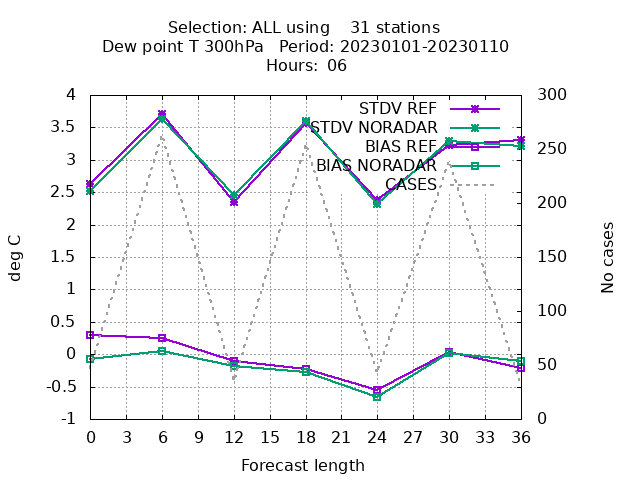 Selection: ALL using    31 stations
Dew point T 300hPa   Period: 20230101-20230110
Hours: 06
STDV REF
STDV NORADAR
BIAS REF
BIAS NORADAR
CASES
4
3.5
3
2.5
2
1.5
1
0.5
0
-0.5
-1
deg C
300
250
200
150
100
50
0
No cases
0 3 6 9 12 15 18 21 24 27 30 33 36
Forecast length